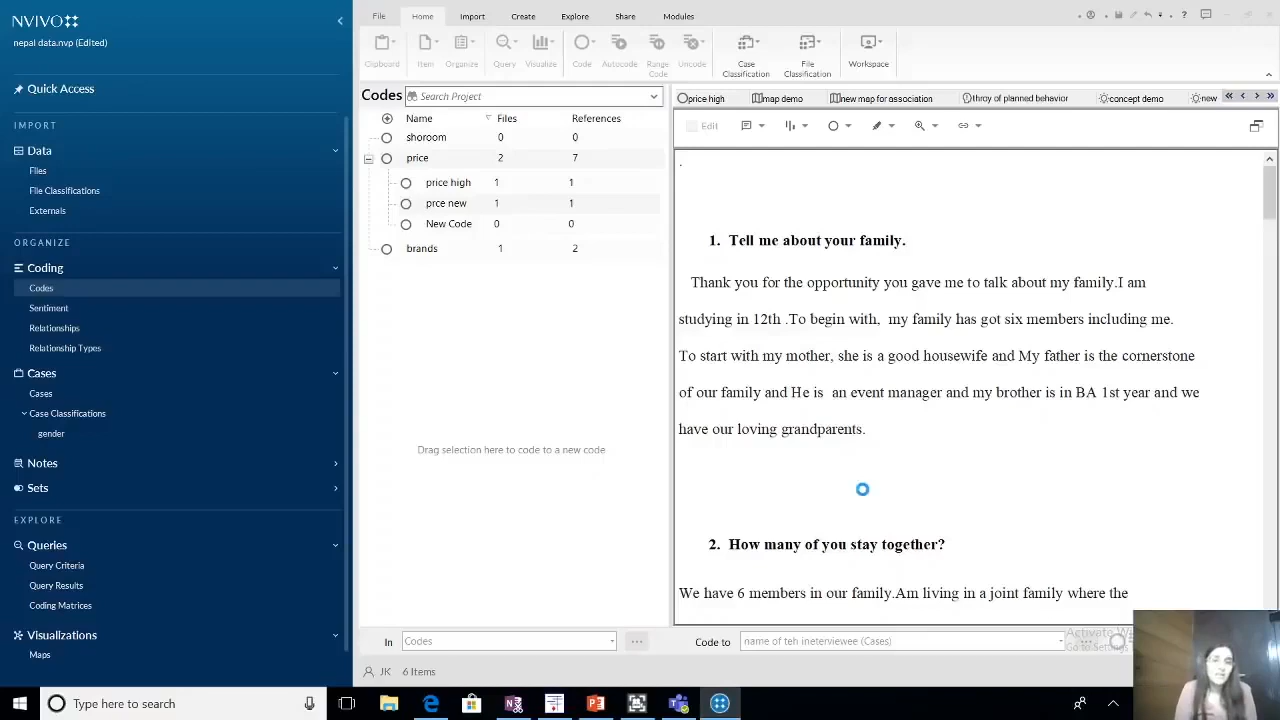 NVIVO
nepal data.nvp (Edited)
Quick Access
IMPORT
Data
Files
File Classifications
Externals
ORGANIZE
Coding
Codes
Sentiment
Relationships
Relationship Types
Cases
Cases
Case Classifications
gender
Notes
Sets
EXPLORE
Queries
Query Criteria
Query Results
Coding Matrices
Visualizations
Maps
File Home Import Create Explore Share Modules
Clipboard Item Organize Query Visualize Code Autocode Range Code Uncode Case Classification File Classification Workspace
Codes Search Project
Name Files References
shoroom 0 0
price 2 7
price high 1 1
prce new 1 1
New Code 0 0
brands 1 2
Drag selection here to code to a new code
price high map demo new map for association throy of planned behavior concept demo new
Edit
.
1. Tell me about your family.
Thank you for the opportunity you gave me to talk about my family.I am
studying in 12th .To begin with, my family has got six members including me.
To start with my mother, she is a good housewife and My father is the cornerstone
of our family and He is an event manager and my brother is in BA 1st year and we
have our loving grandparents.
2. How many of you stay together?
We have 6 members in our family.Am living in a joint family where the
In Codes ... Code to name of teh ineterviewee (Cases)
Activate W
Go to Settings
JK 6 Items
Type here to search